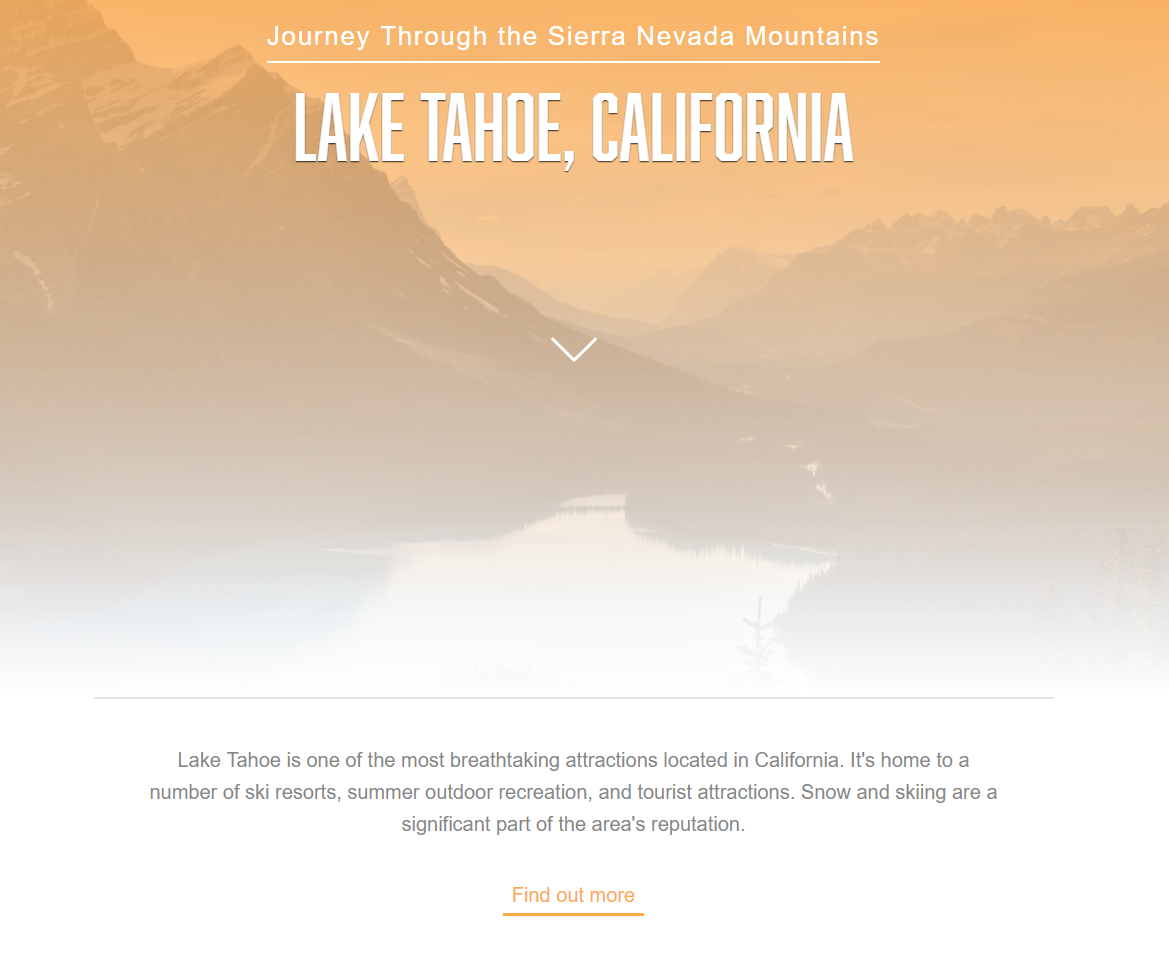 Journey Through the Sierra Nevada Mountains
LAKE TAHOE, CALIFORNIA
Lake Tahoe is one of the most breathtaking attractions located in California. It's home to a
number of ski resorts, summer outdoor recreation, and tourist attractions. Snow and skiing are a
significant part of the area's reputation.
Find out more